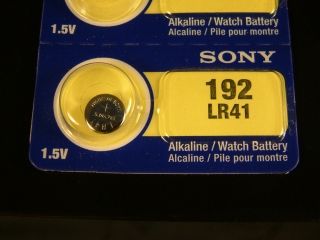 Alkaline / Watch Battery
Alcaline / Pile pour montre
1.5V
SONY
192
LR41
1.5V
Alkaline / Watch Battery
Alcaline / Pile pour montre